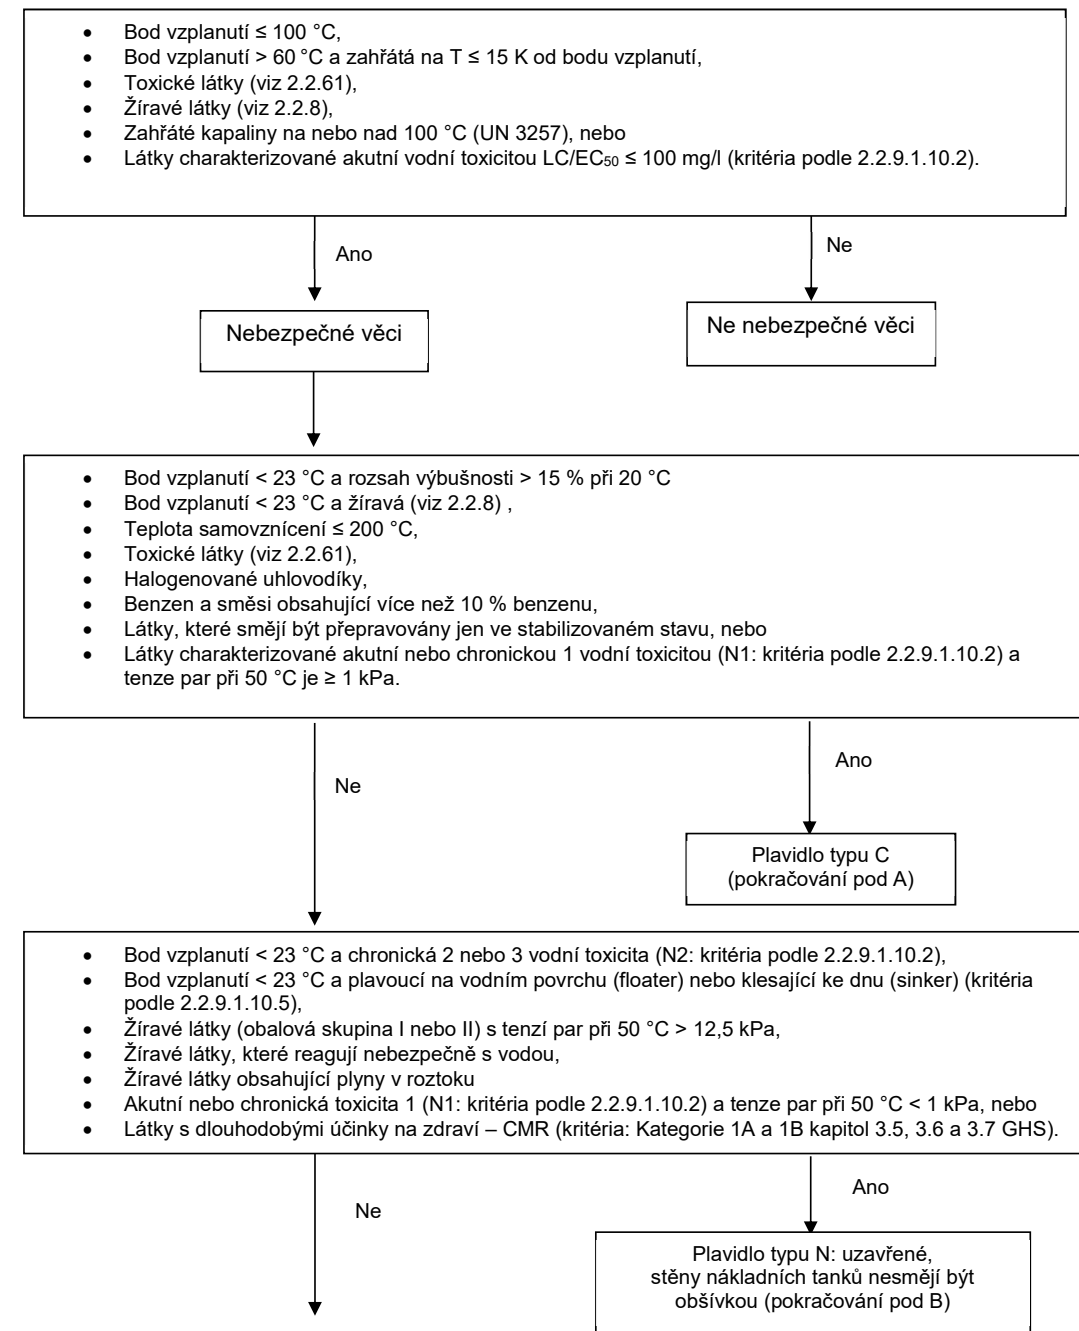 • Bod vzplanutí ≤ 100 °C,
• Bod vzplanutí > 60 °C a zahřátá na T ≤ 15 K od bodu vzplanutí,
• Toxické látky (viz 2.2.61),
• Žíravé látky (viz 2.2.8),
• Zahřáté kapaliny na nebo nad 100 °C (UN 3257), nebo
• Látky charakterizované akutní vodní toxicitou LC/EC₅₀ ≤ 100 mg/l (kritéria podle 2.2.9.1.10.2).
Ano
Ne
Nebezpečné věci
Ne nebezpečné věci
• Bod vzplanutí < 23 °C a rozsah výbušnosti > 15 % při 20 °C
• Bod vzplanutí < 23 °C a žíravá (viz 2.2.8) ,
• Teplota samovznícení ≤ 200 °C,
• Toxické látky (viz 2.2.61),
• Halogenované uhlovodíky,
• Benzen a směsi obsahující více než 10 % benzenu,
• Látky, které smějí být přepravovány jen ve stabilizovaném stavu, nebo
• Látky charakterizované akutní nebo chronickou 1 vodní toxicitou (N1: kritéria podle 2.2.9.1.10.2) a
tenze par při 50 °C je ≥ 1 kPa.
Ne
Ano
Plavidlo typu C
(pokračování pod A)
• Bod vzplanutí < 23 °C a chronická 2 nebo 3 vodní toxicita (N2: kritéria podle 2.2.9.1.10.2),
• Bod vzplanutí < 23 °C a plavoucí na vodním povrchu (floater) nebo klesající ke dnu (sinker) (kritéria
podle 2.2.9.1.10.5),
• Žíravé látky (obalová skupina I nebo II) s tenzí par při 50 °C > 12,5 kPa,
• Žíravé látky, které reagují nebezpečně s vodou,
• Žíravé látky obsahující plyny v roztoku
• Akutní nebo chronická toxicita 1 (N1: kritéria podle 2.2.9.1.10.2) a tenze par při 50 °C < 1 kPa, nebo
• Látky s dlouhodobými účinky na zdraví – CMR (kritéria: Kategorie 1A a 1B kapitol 3.5, 3.6 a 3.7 GHS).
Ne
Ano
Plavidlo typu N: uzavřené,
stěny nákladních tanků nesmějí být
obšívkou (pokračování pod B)